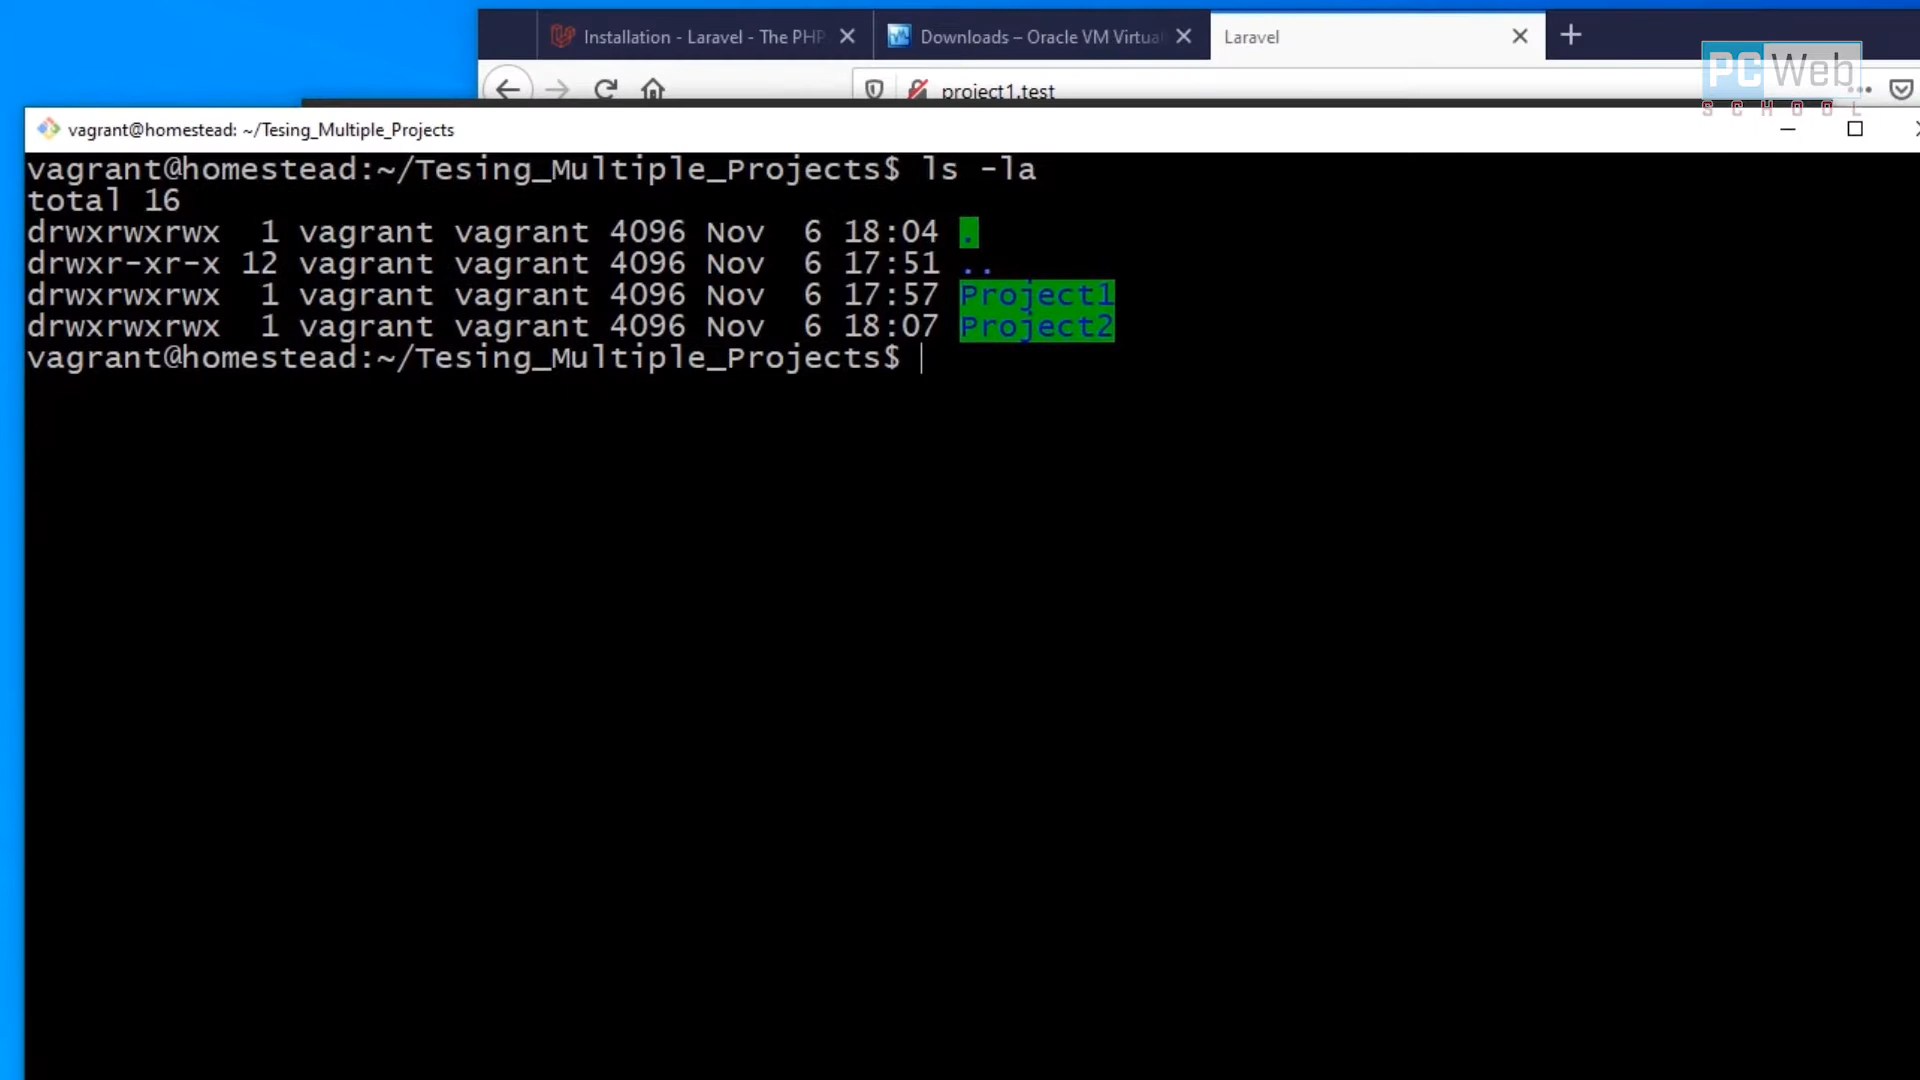 Installation - Laravel - The PHP
Downloads – Oracle VM Virtual
Laravel
project1.test
PC Web
SCHOOL
vagrant@homestead: ~/Tesing_Multiple_Projects
vagrant@homestead:~/Tesing_Multiple_Projects$ ls -la
total 16
drwxrwxrwx  1 vagrant vagrant 4096 Nov  6 18:04 .
drwxr-xr-x 12 vagrant vagrant 4096 Nov  6 17:51 ..
drwxrwxrwx  1 vagrant vagrant 4096 Nov  6 17:57 Project1
drwxrwxrwx  1 vagrant vagrant 4096 Nov  6 18:07 Project2
vagrant@homestead:~/Tesing_Multiple_Projects$